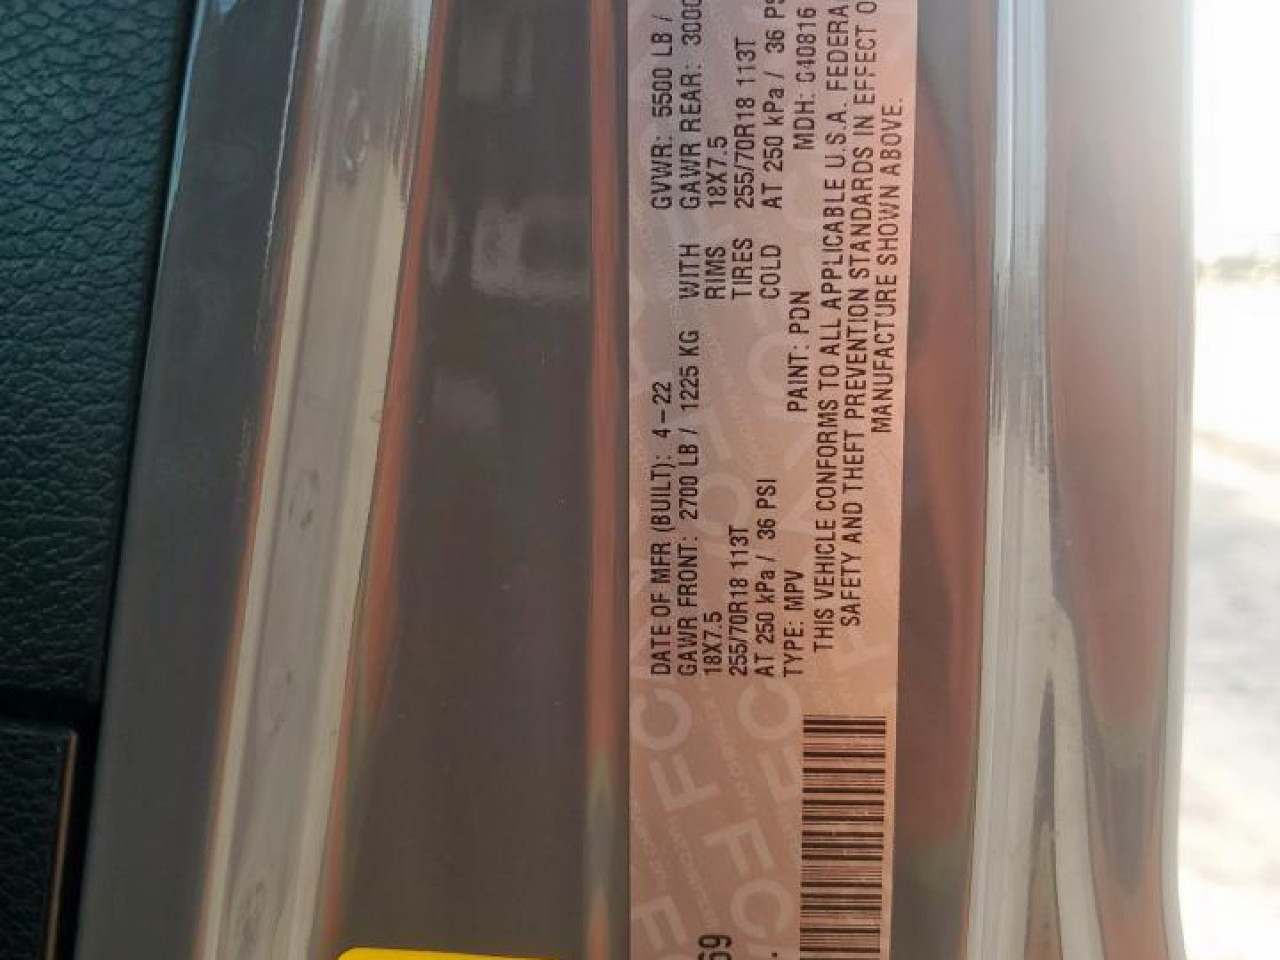 DATE OF MFR (BUILT): 4-22 GVWR: 5500 LB /
GAWR FRONT: 2700 LB / 1225 KG WITH GAWR REAR: 3000
18X7.5 RIMS 18X7.5
255/70R18 113T TIRES 255/70R18 113T
AT 250 kPa / 36 PSI COLD AT 250 kPa / 36 PS
TYPE: MPV PAINT: PDN MDH: 040816
THIS VEHICLE CONFORMS TO ALL APPLICABLE U.S.A. FEDERA
SAFETY AND THEFT PREVENTION STANDARDS IN EFFECT O
MANUFACTURE SHOWN ABOVE.
69